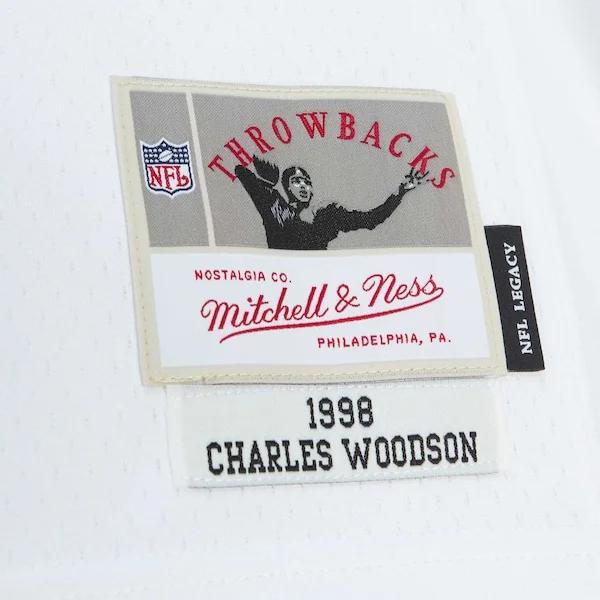 THROWBACKS
NFL
NOSTALGIA CO.
Mitchell & Ness
PHILADELPHIA, PA.
NFL LEGACY
1998
CHARLES WOODSON